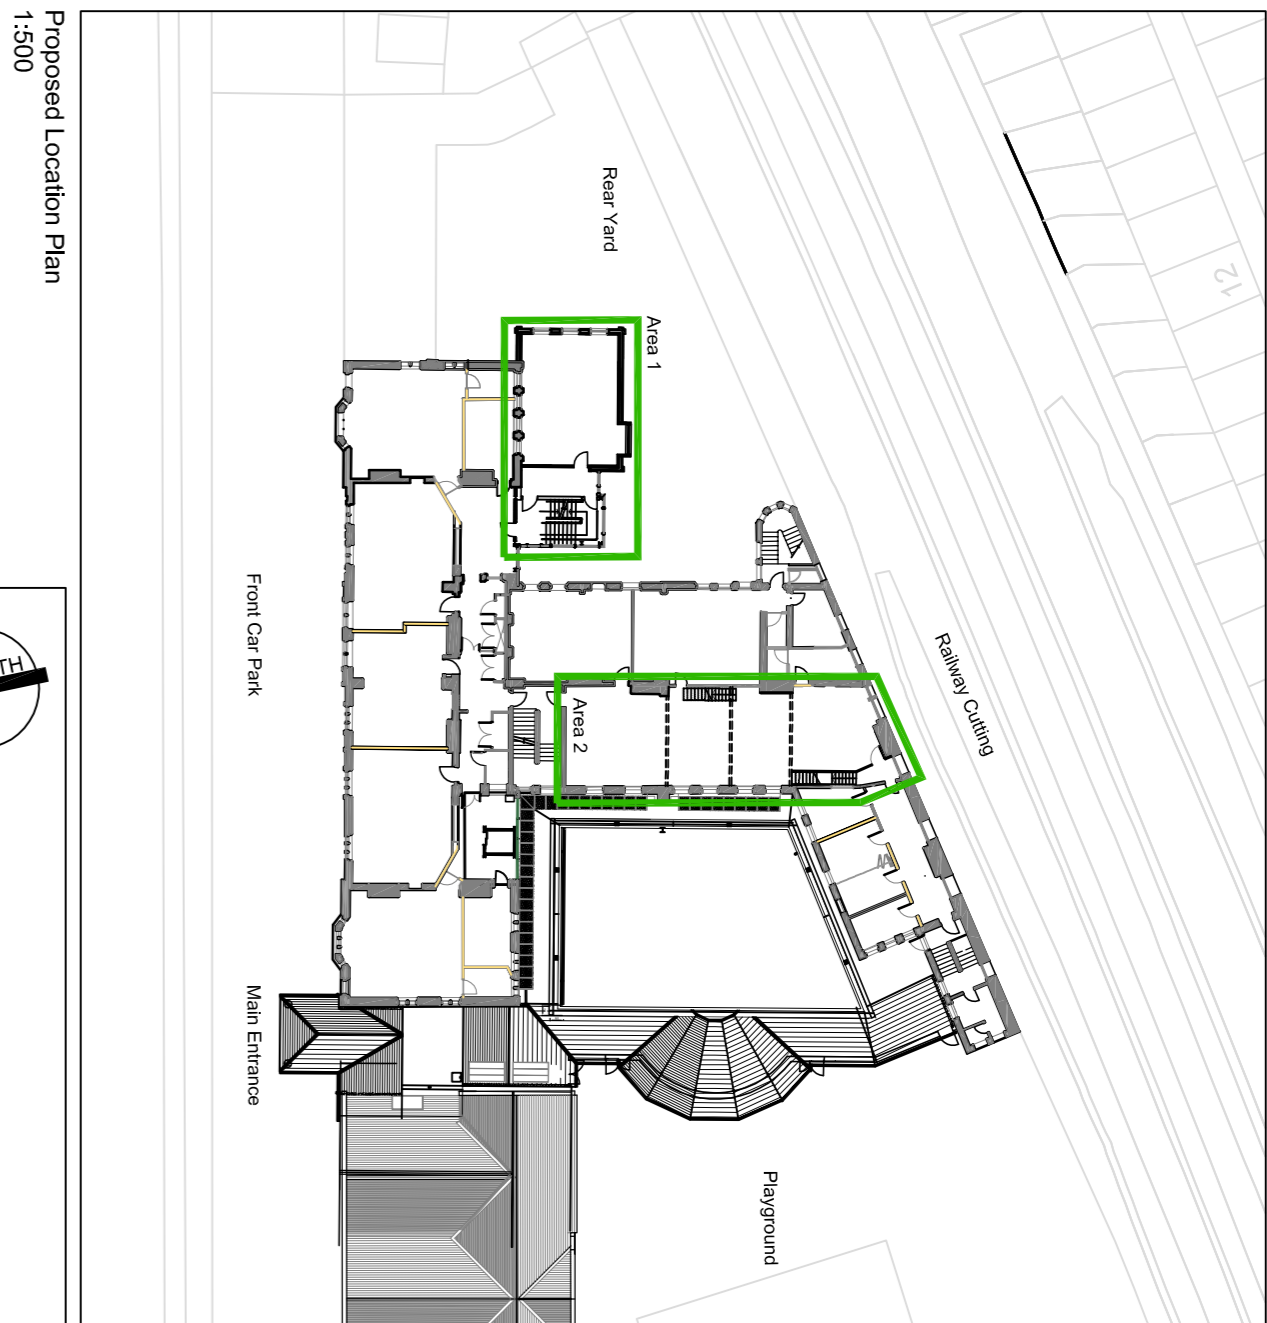 Proposed Location Plan
1:500
Rear Yard
Area 1
12
Front Car Park
Area 2
Railway Cutting
Main Entrance
Playground